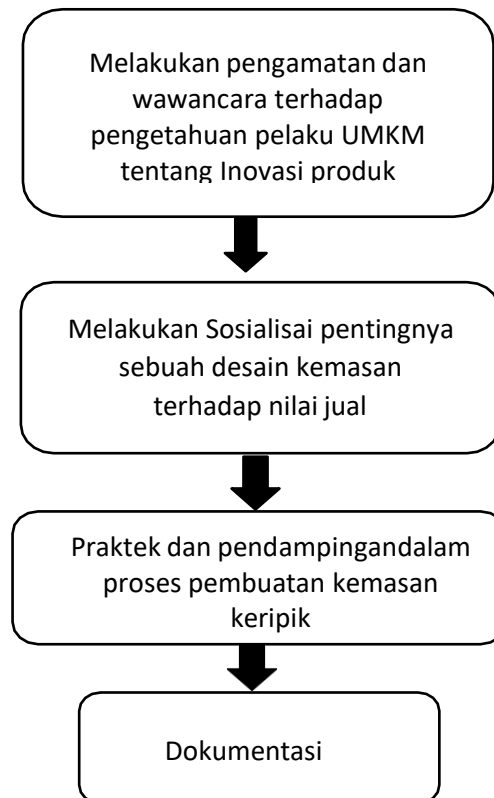 Melakukan pengamatan dan
wawancara terhadap
pengetahuan pelaku UMKM
tentang Inovasi produk
Melakukan Sosialisai pentingnya
sebuah desain kemasan
terhadap nilai jual
Praktek dan pendampingandalam
proses pembuatan kemasan
keripik
Dokumentasi